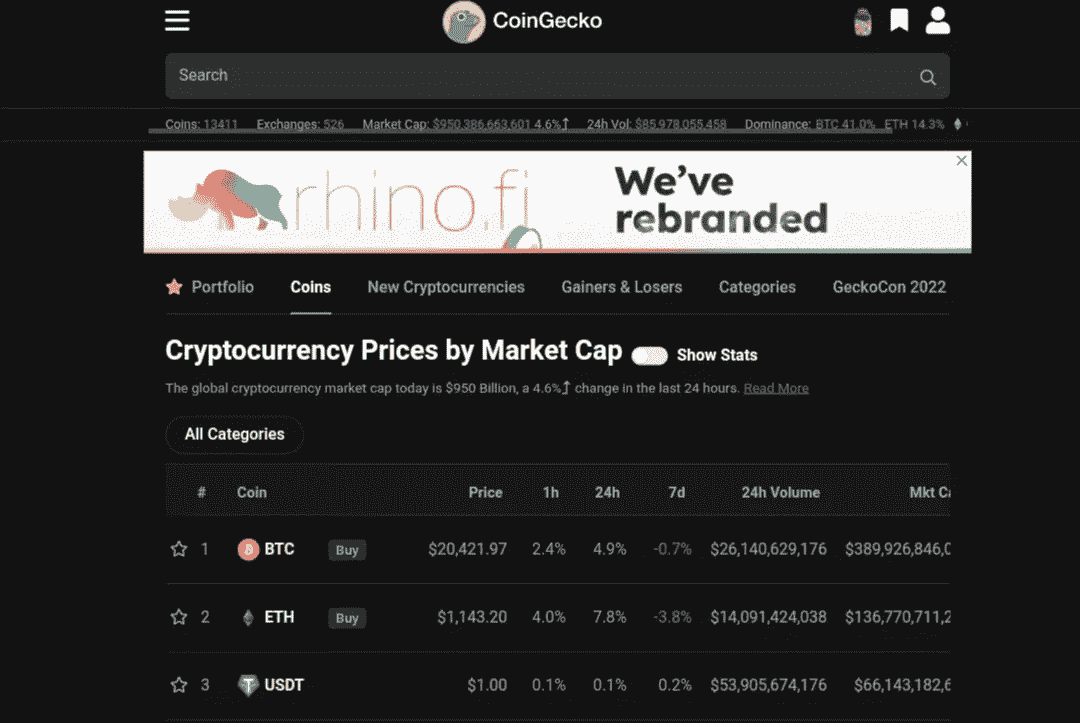 CoinGecko
Search
Coins: 13411 Exchanges: 526 Market Cap: $950,386,663,601 4.6% 24h Vol: $85,978,055,458 Dominance: BTC 41.0% ETH 14.3%
rhino.fi
We've
rebranded
Portfolio Coins New Cryptocurrencies Gainers & Losers Categories GeckoCon 2022
Cryptocurrency Prices by Market Cap Show Stats
The global cryptocurrency market cap today is $950 Billion, a 4.6% change in the last 24 hours. Read More
All Categories
# Coin Price 1h 24h 7d 24h Volume Mkt Ca
1 BTC Buy $20,421.97 2.4% 4.9% -0.7% $26,140,629,176 $389,926,846,0
2 ETH Buy $1,143.20 4.0% 7.8% -3.8% $14,091,424,038 $136,770,711,2
3 USDT $1.00 0.1% 0.1% 0.2% $53,905,674,176 $66,143,182,6